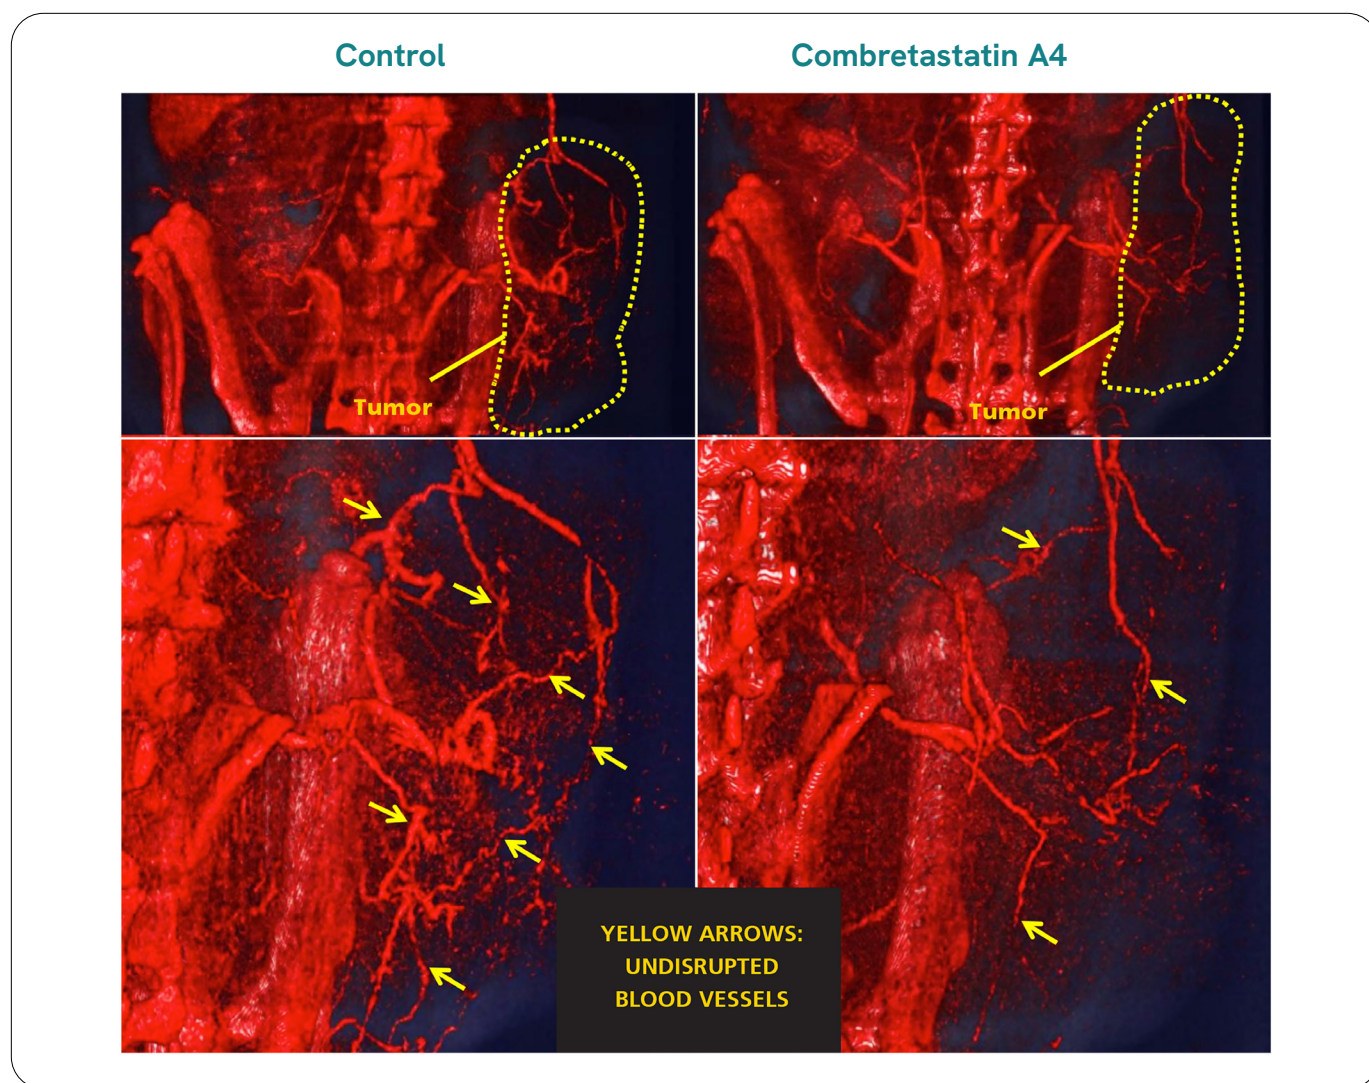 Control
Combretastatin A4
Tumor
Tumor
YELLOW ARROWS:
UNDISRUPTED
BLOOD VESSELS